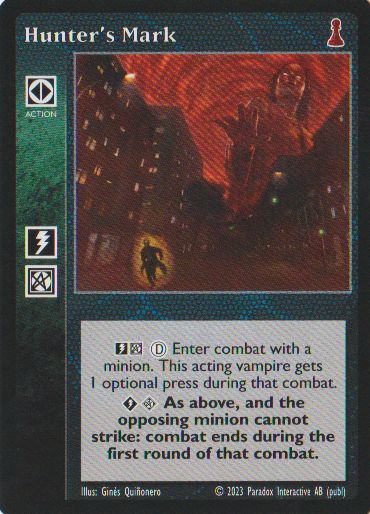 Hunter's Mark
ACTION
D Enter combat with a
minion. This acting vampire gets
1 optional press during that combat.
As above, and the
opposing minion cannot
strike: combat ends during the
first round of that combat.
Illus: Ginés Quiñonero © 2023 Paradox Interactive AB (publ)